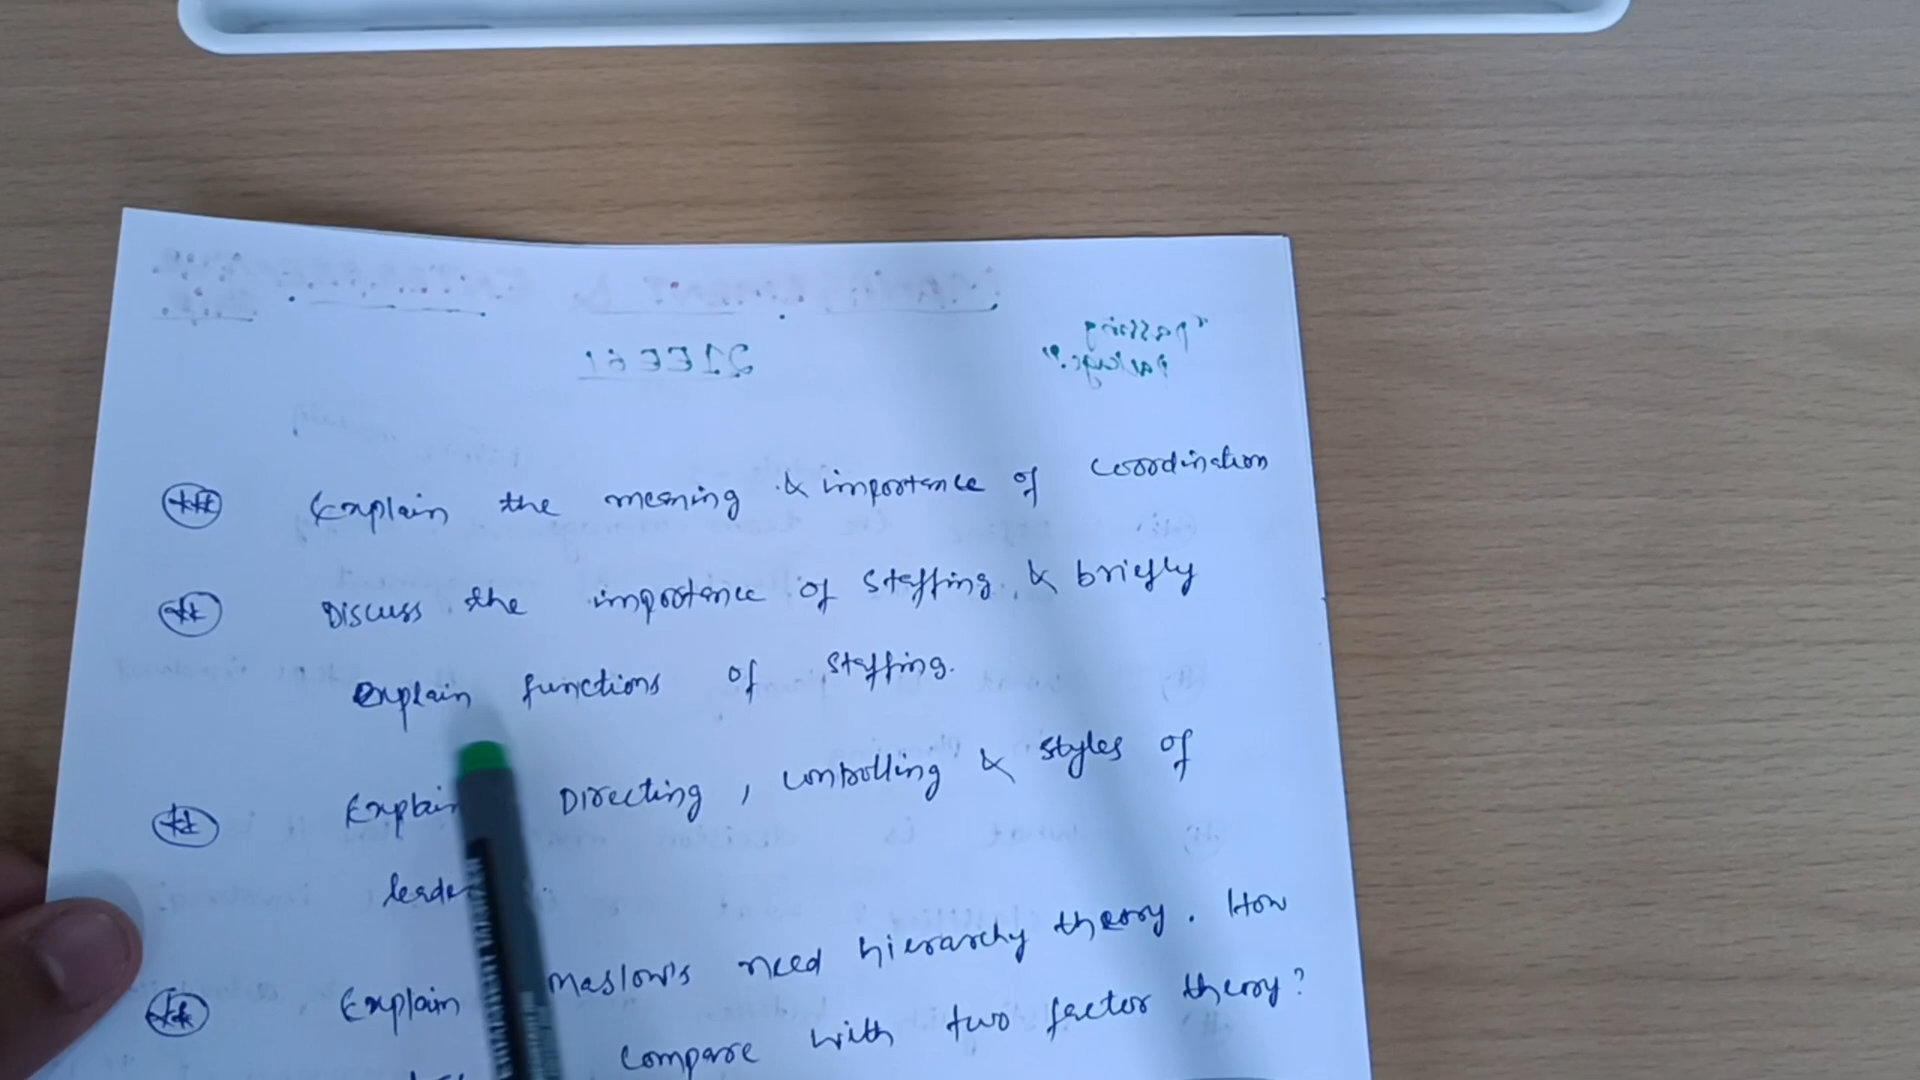 Explain the meaning & importance of coordination
Discuss the importance of staffing & briefly
explain functions of staffing.
Explain Directing, controlling & styles of
Explain Maslow's need hierarchy theory. How
compare with two factor theory?